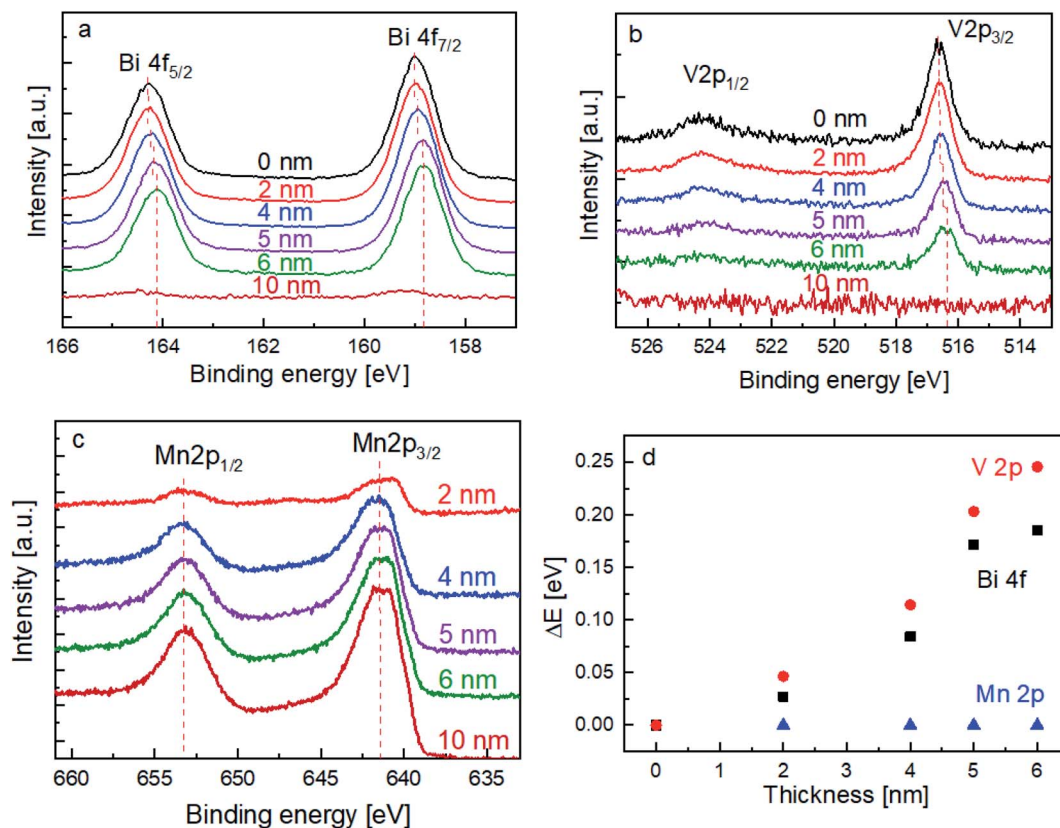 a
Bi 4f5/2
Bi 4f7/2
0 nm
2 nm
4 nm
5 nm
6 nm
10 nm
Intensity [a.u.]
166 164 162 160 158
Binding energy [eV]
b
V2p3/2
V2p1/2
0 nm
2 nm
4 nm
5 nm
6 nm
10 nm
Intensity [a.u.]
526 524 522 520 518 516 514
Binding energy [eV]
c
Mn2p1/2
Mn2p3/2
2 nm
4 nm
5 nm
6 nm
10 nm
Intensity [a.u.]
660 655 650 645 640 635
Binding energy [eV]
d
V 2p
Bi 4f
Mn 2p
0.25
0.20
0.15
0.10
0.05
0.00
ΔE [eV]
0 1 2 3 4 5 6
Thickness [nm]